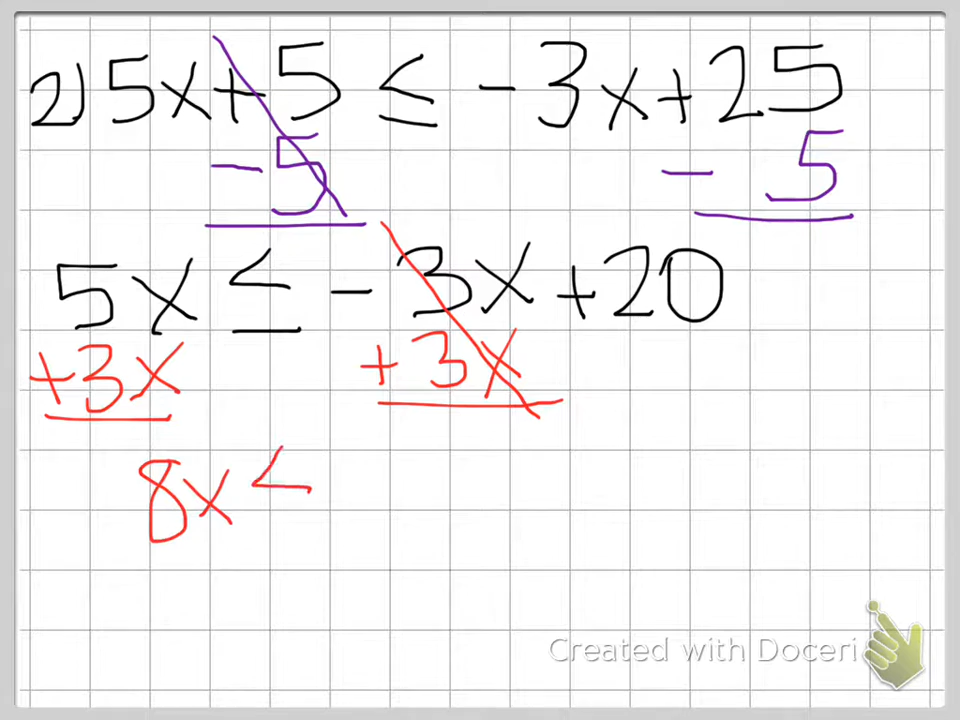 2) 5x + 5 ≤ -3x + 25
- 5 - 5
5x ≤ -3x + 20
+3x +3x
8x <
Created with Doceri